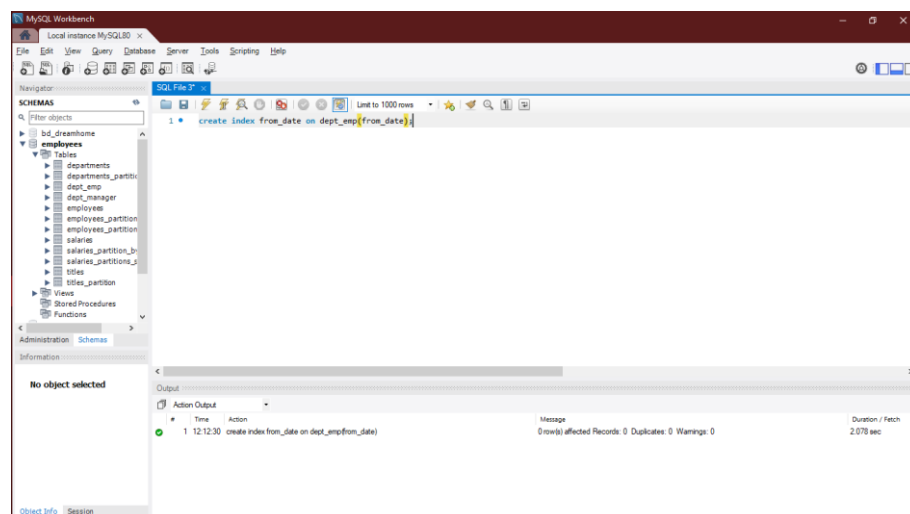 MySQL Workbench
Local instance MySQL80 ×
File Edit View Query Database Server Tools Scripting Help
Navigator
SQL File 3* ×
SCHEMAS
Filter objects
Limit to 1000 rows
1 create index from_date on dept_emp(from_date);
bd_dreamhome
employees
Tables
departments
departments_partitic
dept_emp
dept_manager
employees
employees_partition
employees_partition
salaries
salaries_partition_b
salaries_partitions_s
titles
titles_partition
Views
Stored Procedures
Functions
Administration Schemas
Information
No object selected
Output
Action Output
# Time Action Message Duration / Fetch
1 12:12:30 create index from_date on dept_emp(from_date) 0 row(s) affected Records: 0 Duplicates: 0 Warnings: 0 2.078 sec
Object Info Session